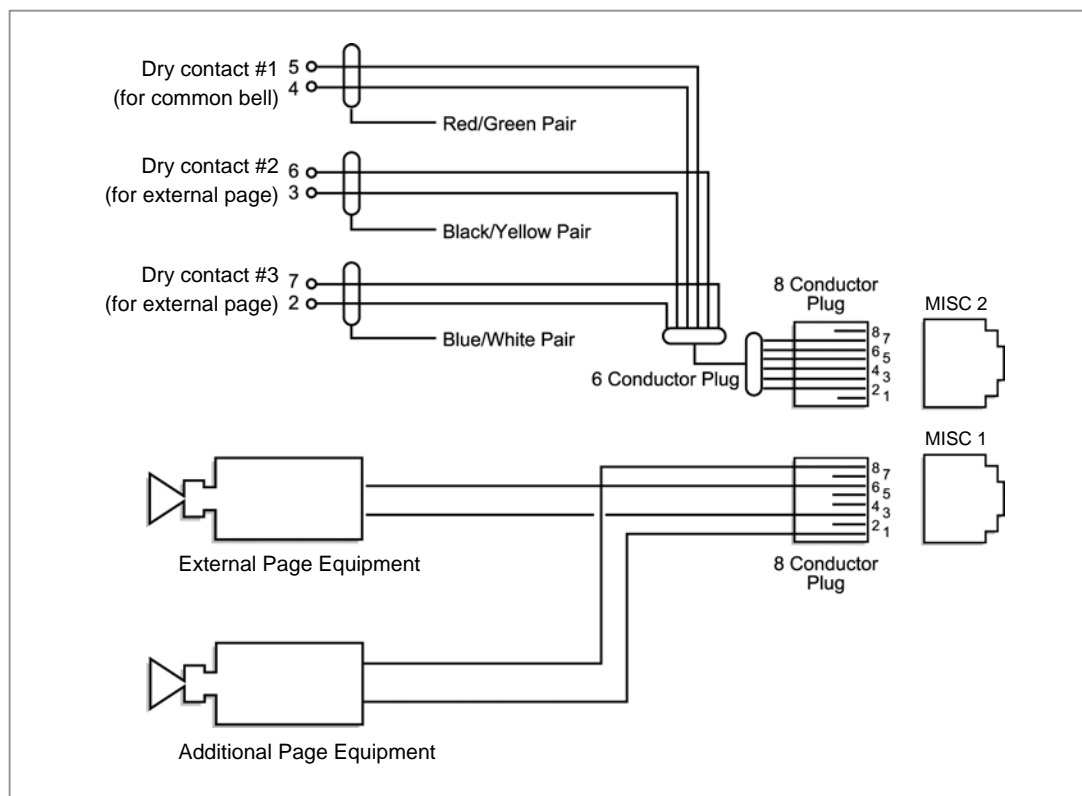 Dry contact #1 5
(for common bell) 4
Red/Green Pair
Dry contact #2 6
(for external page) 3
Black/Yellow Pair
Dry contact #3 7
(for external page) 2
Blue/White Pair
6 Conductor Plug
8 Conductor
Plug
8
7
6
5
4
3
2
1
MISC 2
MISC 1
8
7
6
5
4
3
2
1
8 Conductor
Plug
External Page Equipment
Additional Page Equipment